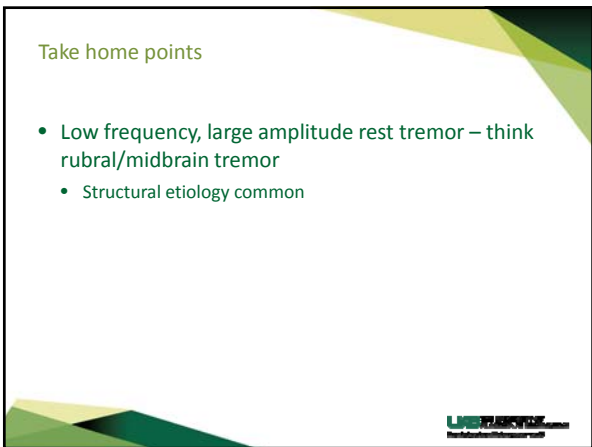 Take home points
• Low frequency, large amplitude rest tremor – think
rubral/midbrain tremor
• Structural etiology common